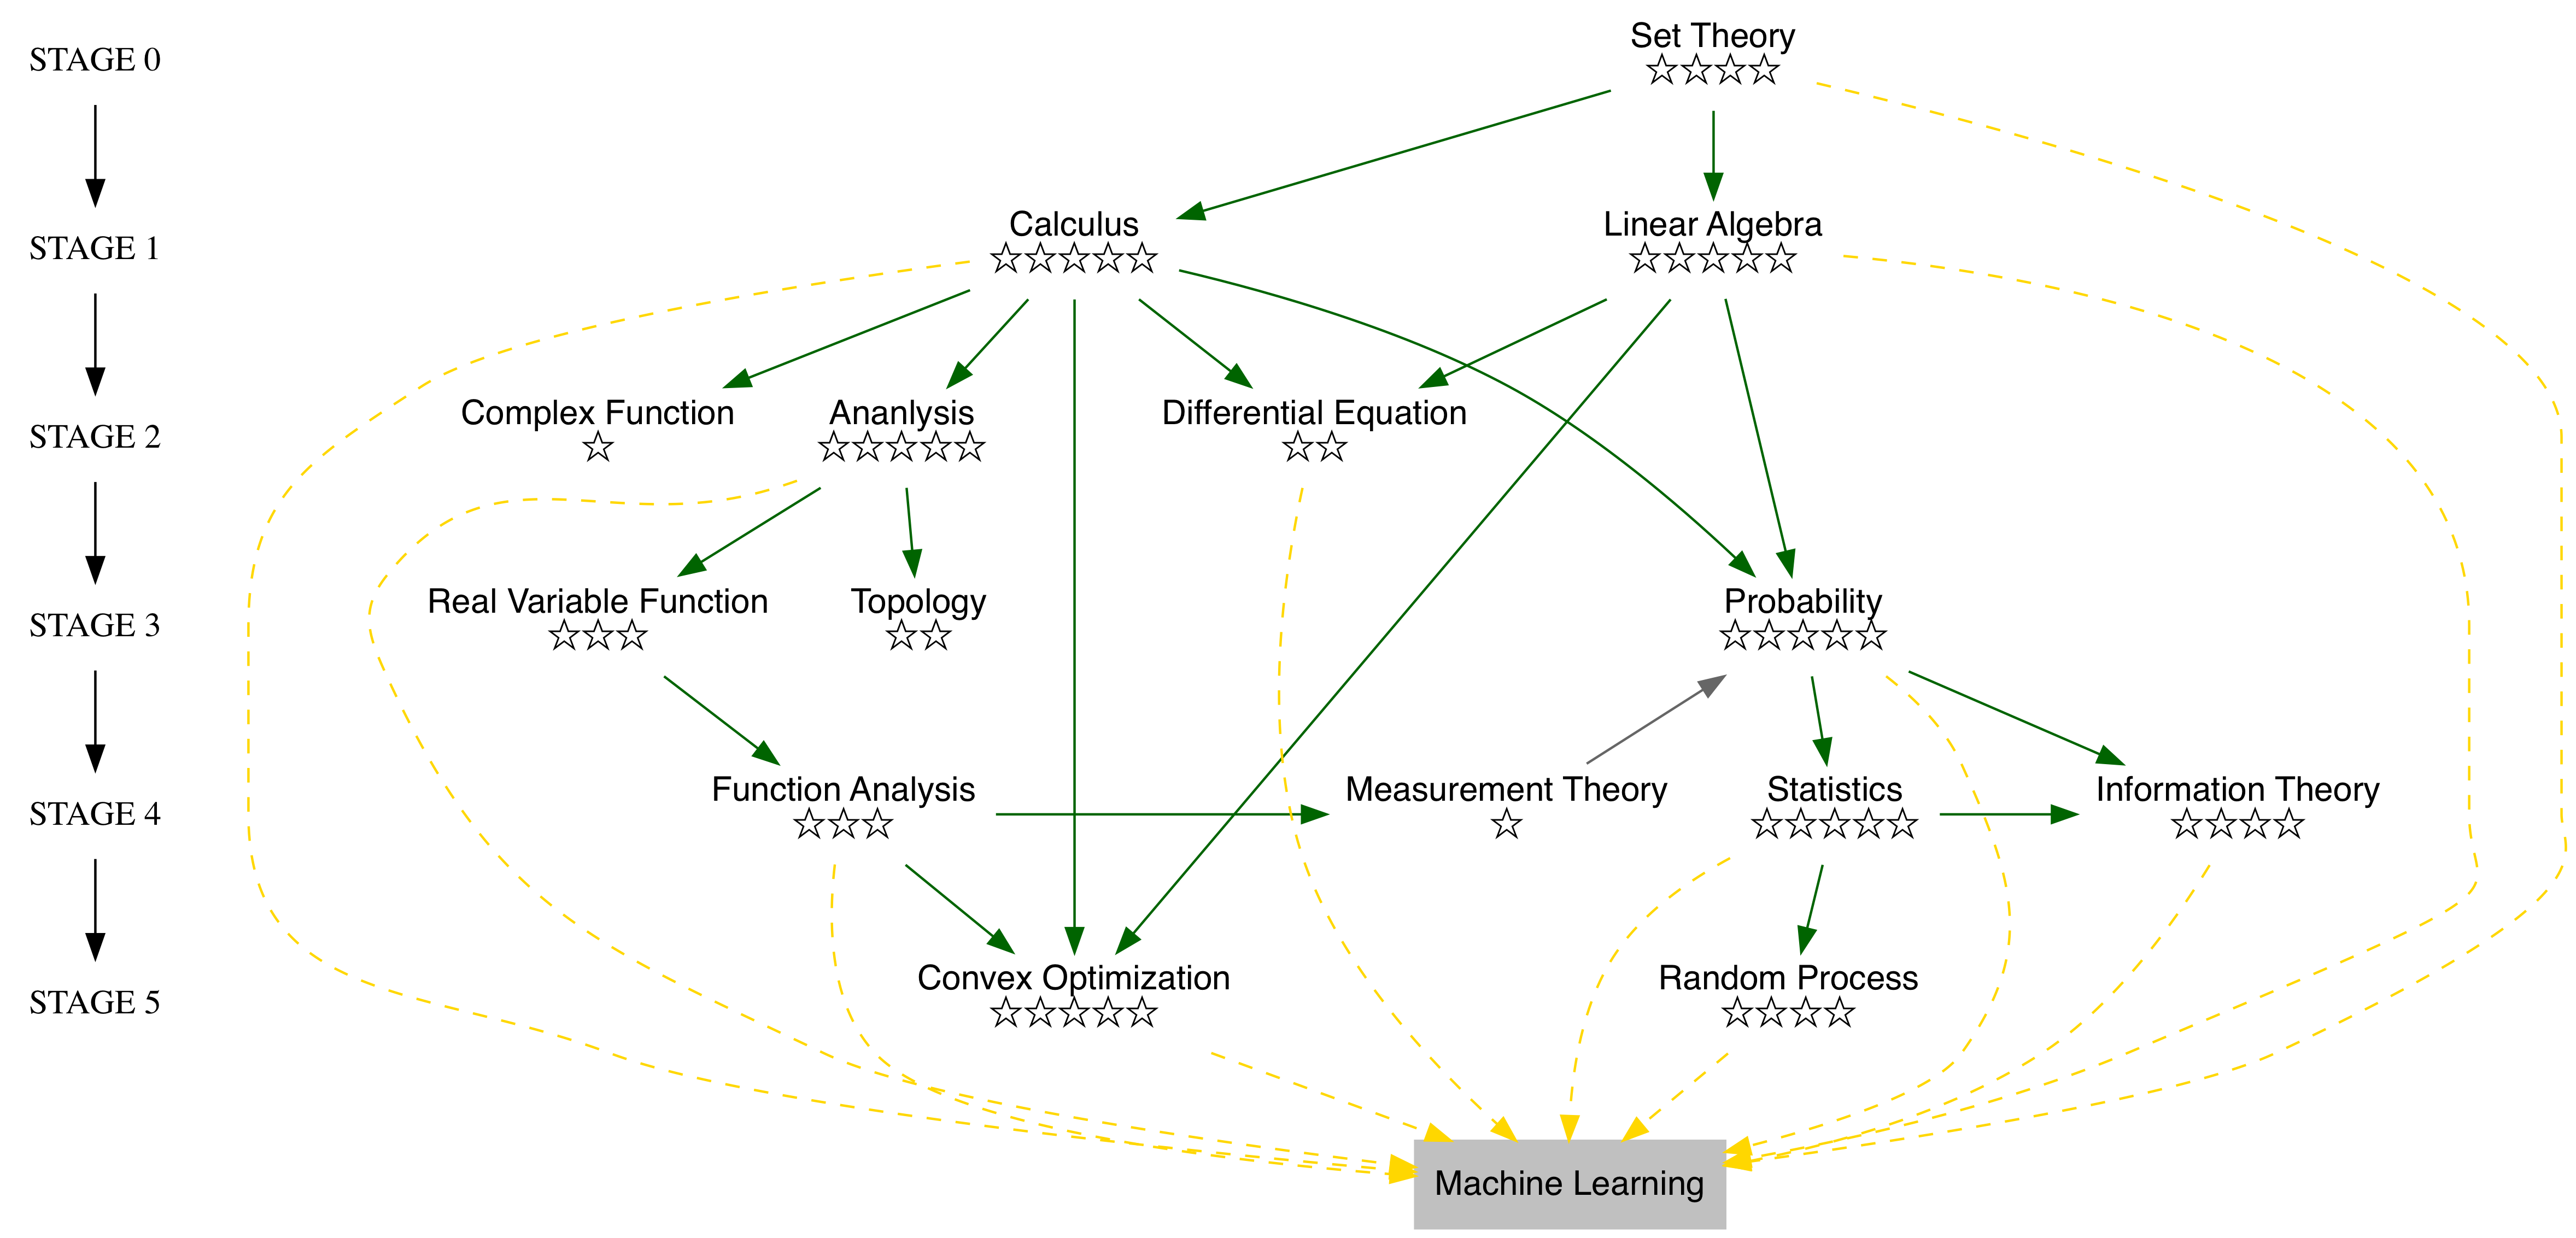 STAGE 0
Set Theory
☆☆☆☆
STAGE 1
Calculus
☆☆☆☆☆
Linear Algebra
☆☆☆☆☆
STAGE 2
Complex Function
☆
Ananlysis
☆☆☆☆☆
Differential Equation
☆☆
STAGE 3
Real Variable Function
☆☆☆
Topology
☆☆
Probability
☆☆☆☆☆
STAGE 4
Function Analysis
☆☆☆
Measurement Theory
☆
Statistics
☆☆☆☆☆
Information Theory
☆☆☆☆
STAGE 5
Convex Optimization
☆☆☆☆☆
Random Process
☆☆☆☆
Machine Learning